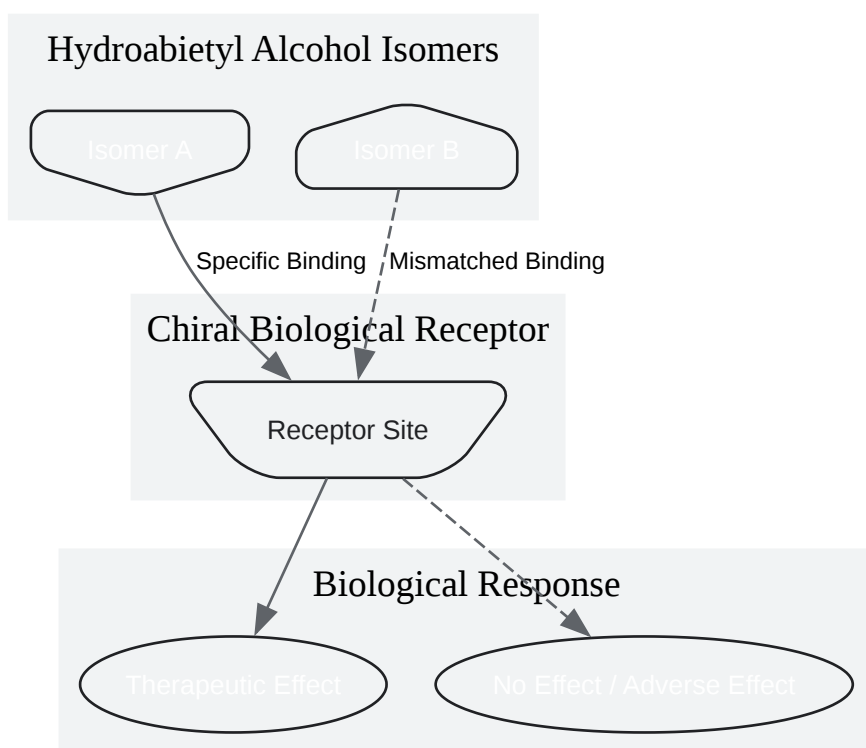 Hydroabietyl Alcohol Isomers
Isomer A
Isomer B
Specific Binding
Mismatched Binding
Chiral Biological Receptor
Receptor Site
Biological Response
Therapeutic Effect
No Effect / Adverse Effect